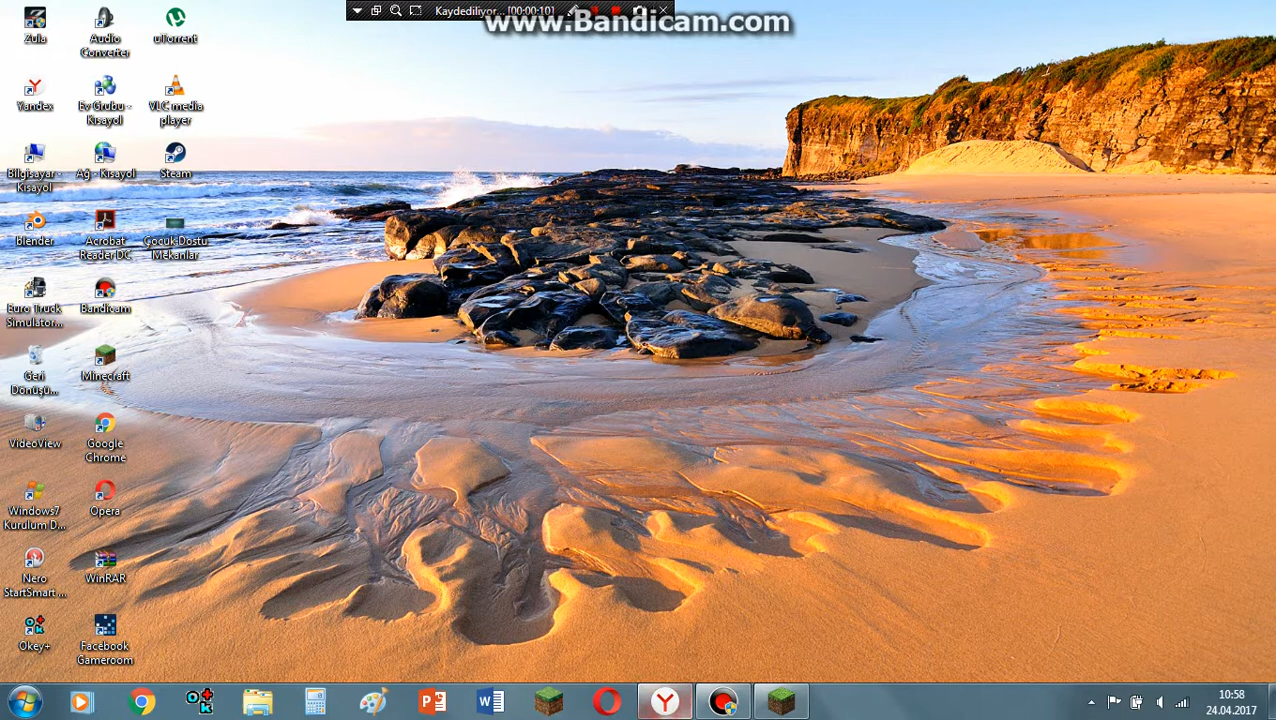 Kaydediliyor... [00:00:10]
www.Bandicam.com
Zula
Audio
Converter
uTorrent
Yandex
Ev Grubu -
Kısayol
VLC media
player
Bilgisayar -
Kısayol
Ağ - Kısayol
Steam
Blender
Acrobat
Reader DC
Çocuk Dostu
Mekanlar
Euro Truck
Simulator...
Bandicam
Geri
Dönüşü...
Minecraft
VideoView
Google
Chrome
Windows7
Kurulum D...
Opera
Nero
StartSmart ...
WinRAR
Okey+
Facebook
Gameroom
10:58
24.04.2017